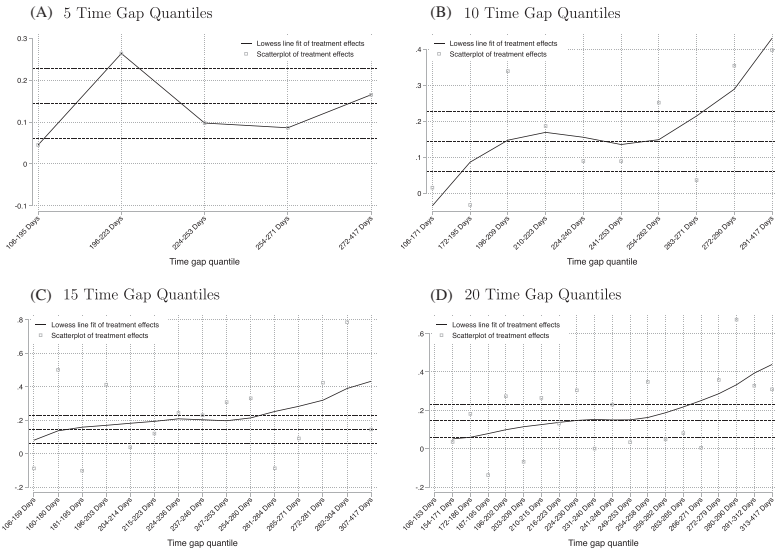 (A) 5 Time Gap Quantiles
Lowess line fit of treatment effects
Scatterplot of treatment effects
0.3
0.2
0.1
0
-0.1
106-195 Days
196-223 Days
224-253 Days
254-271 Days
272-417 Days
Time gap quantile
(B) 10 Time Gap Quantiles
Lowess line fit of treatment effects
Scatterplot of treatment effects
.4
.3
.2
.1
0
106-171 Days
172-195 Days
198-209 Days
210-223 Days
224-240 Days
241-253 Days
254-262 Days
263-271 Days
272-290 Days
291-417 Days
Time gap quantile
(C) 15 Time Gap Quantiles
Lowess line fit of treatment effects
Scatterplot of treatment effects
.8
.6
.4
.2
0
-.2
106-159 Days
160-180 Days
181-195 Days
196-203 Days
204-214 Days
215-223 Days
224-236 Days
237-246 Days
247-253 Days
254-260 Days
261-264 Days
265-271 Days
272-281 Days
282-304 Days
307-417 Days
Time gap quantile
(D) 20 Time Gap Quantiles
Lowess line fit of treatment effects
Scatterplot of treatment effects
.6
.4
.2
0
-.2
106-153 Days
154-171 Days
172-186 Days
187-195 Days
196-202 Days
203-209 Days
210-215 Days
216-223 Days
224-230 Days
231-240 Days
241-248 Days
249-253 Days
254-258 Days
259-262 Days
263-265 Days
266-271 Days
272-279 Days
280-290 Days
291-312 Days
313-417 Days
Time gap quantile